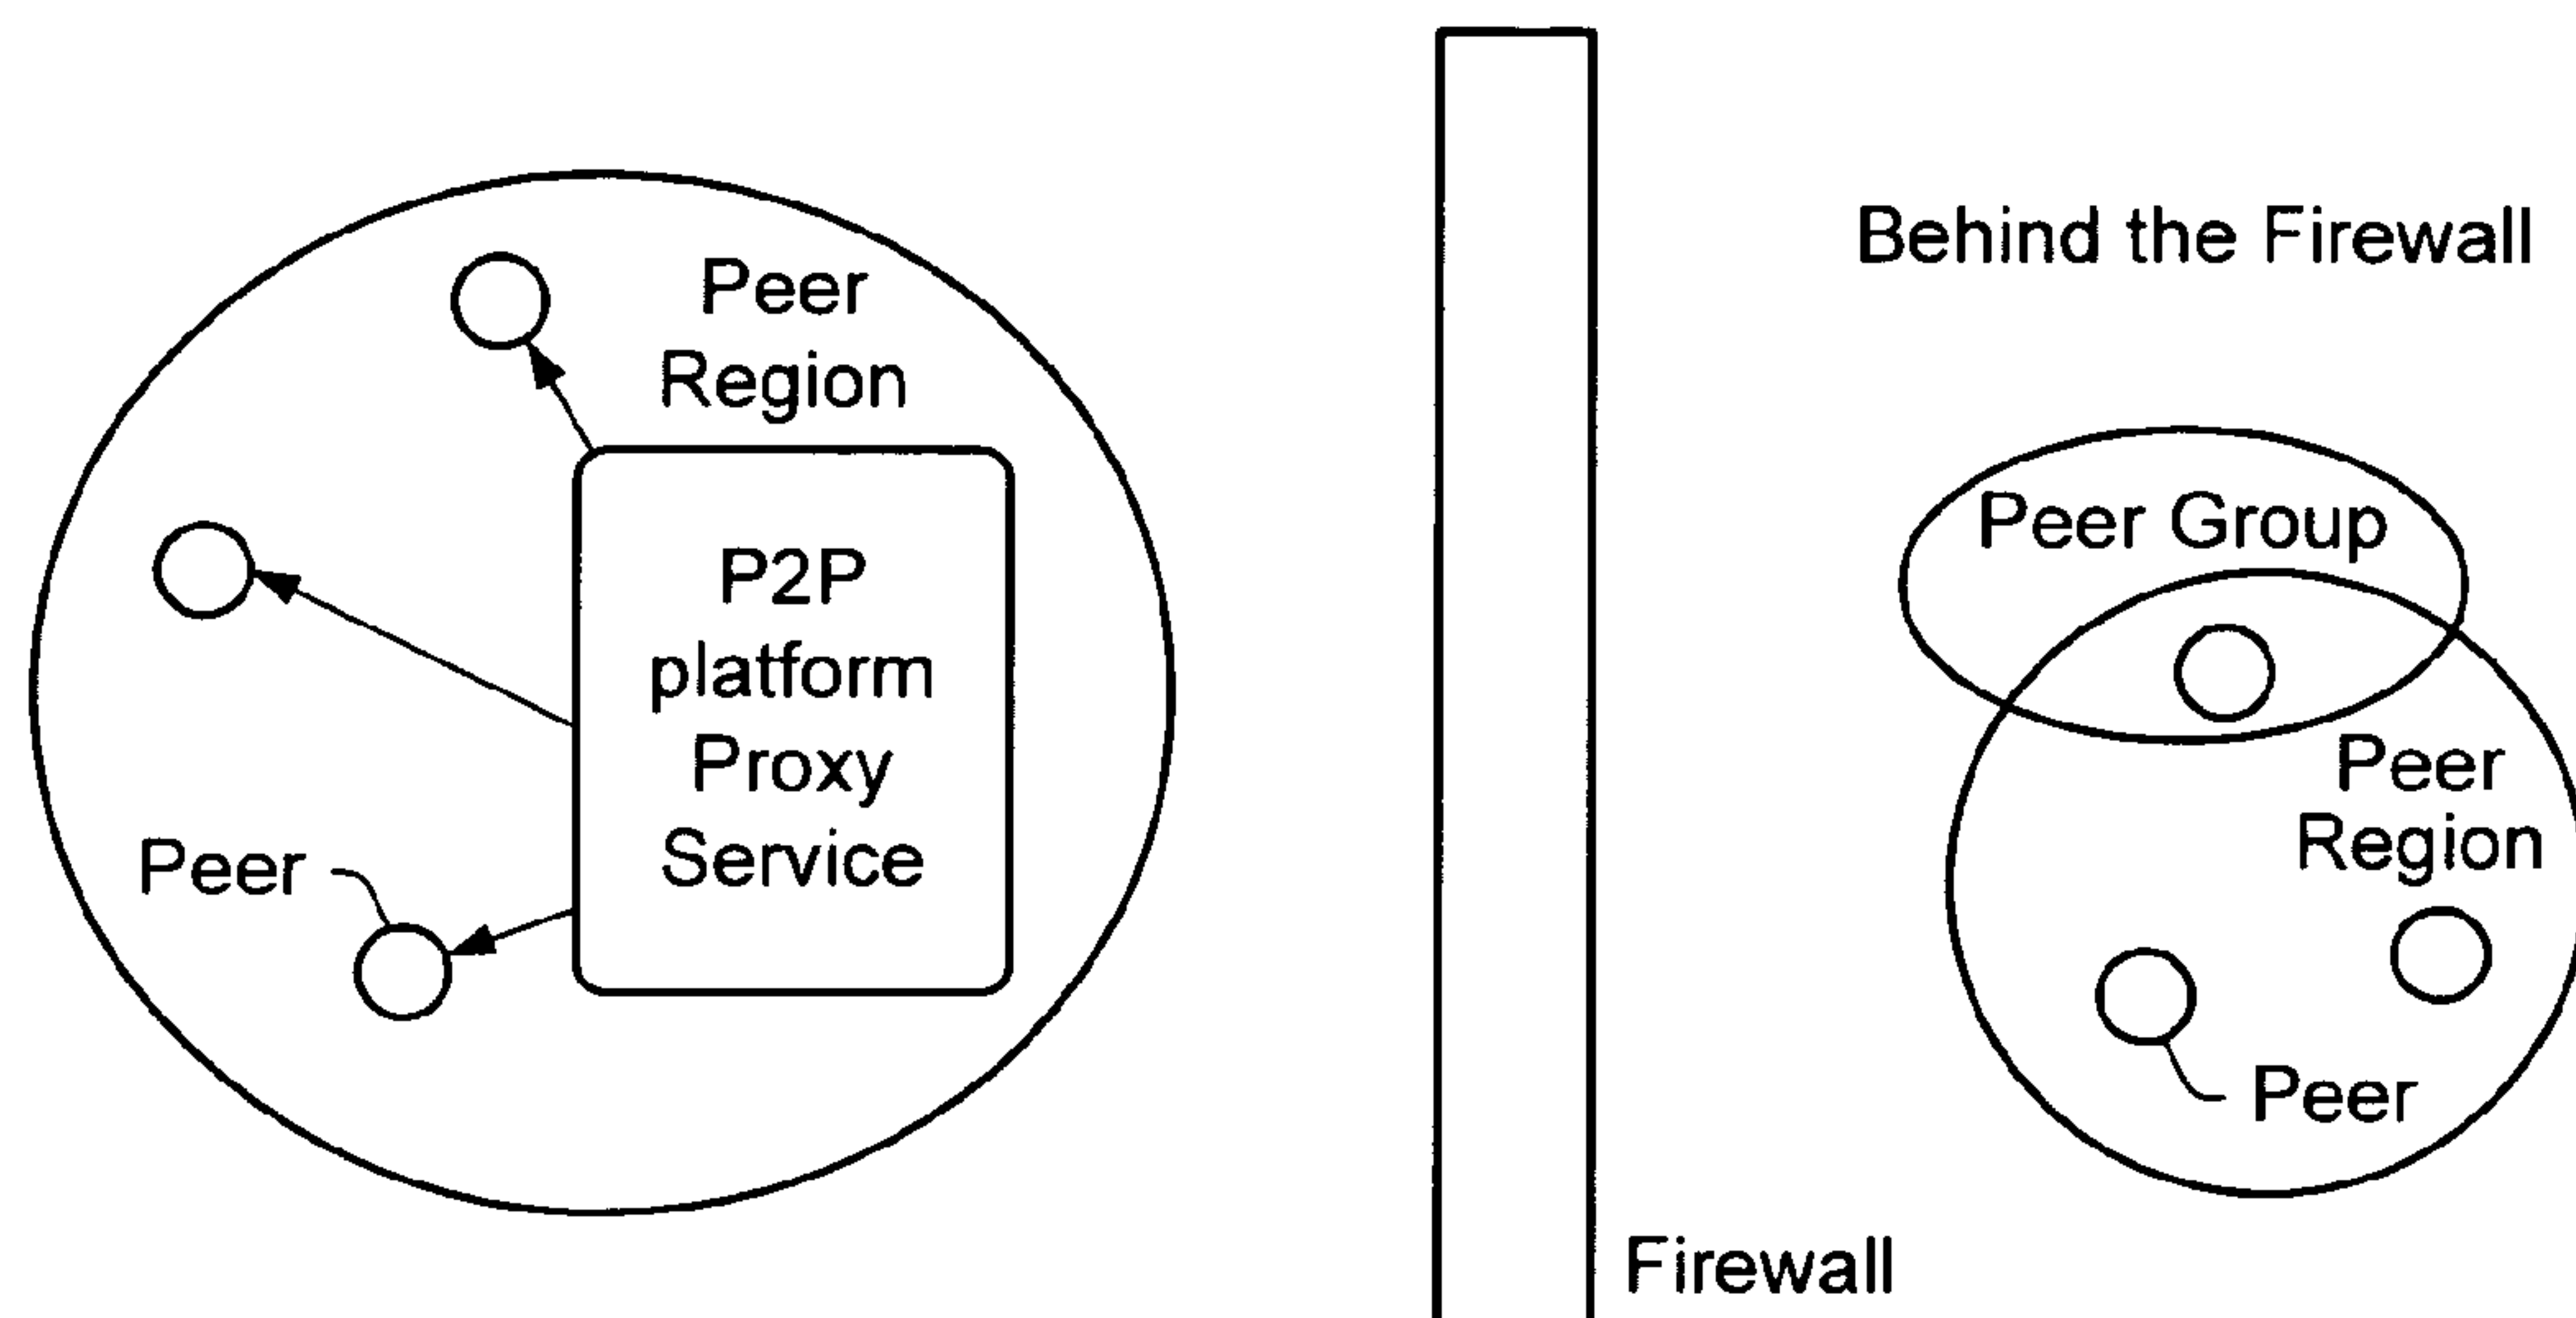 Peer
Region
P2P
platform
Proxy
Service
Peer
Firewall
Behind the Firewall
Peer Group
Peer
Region
Peer